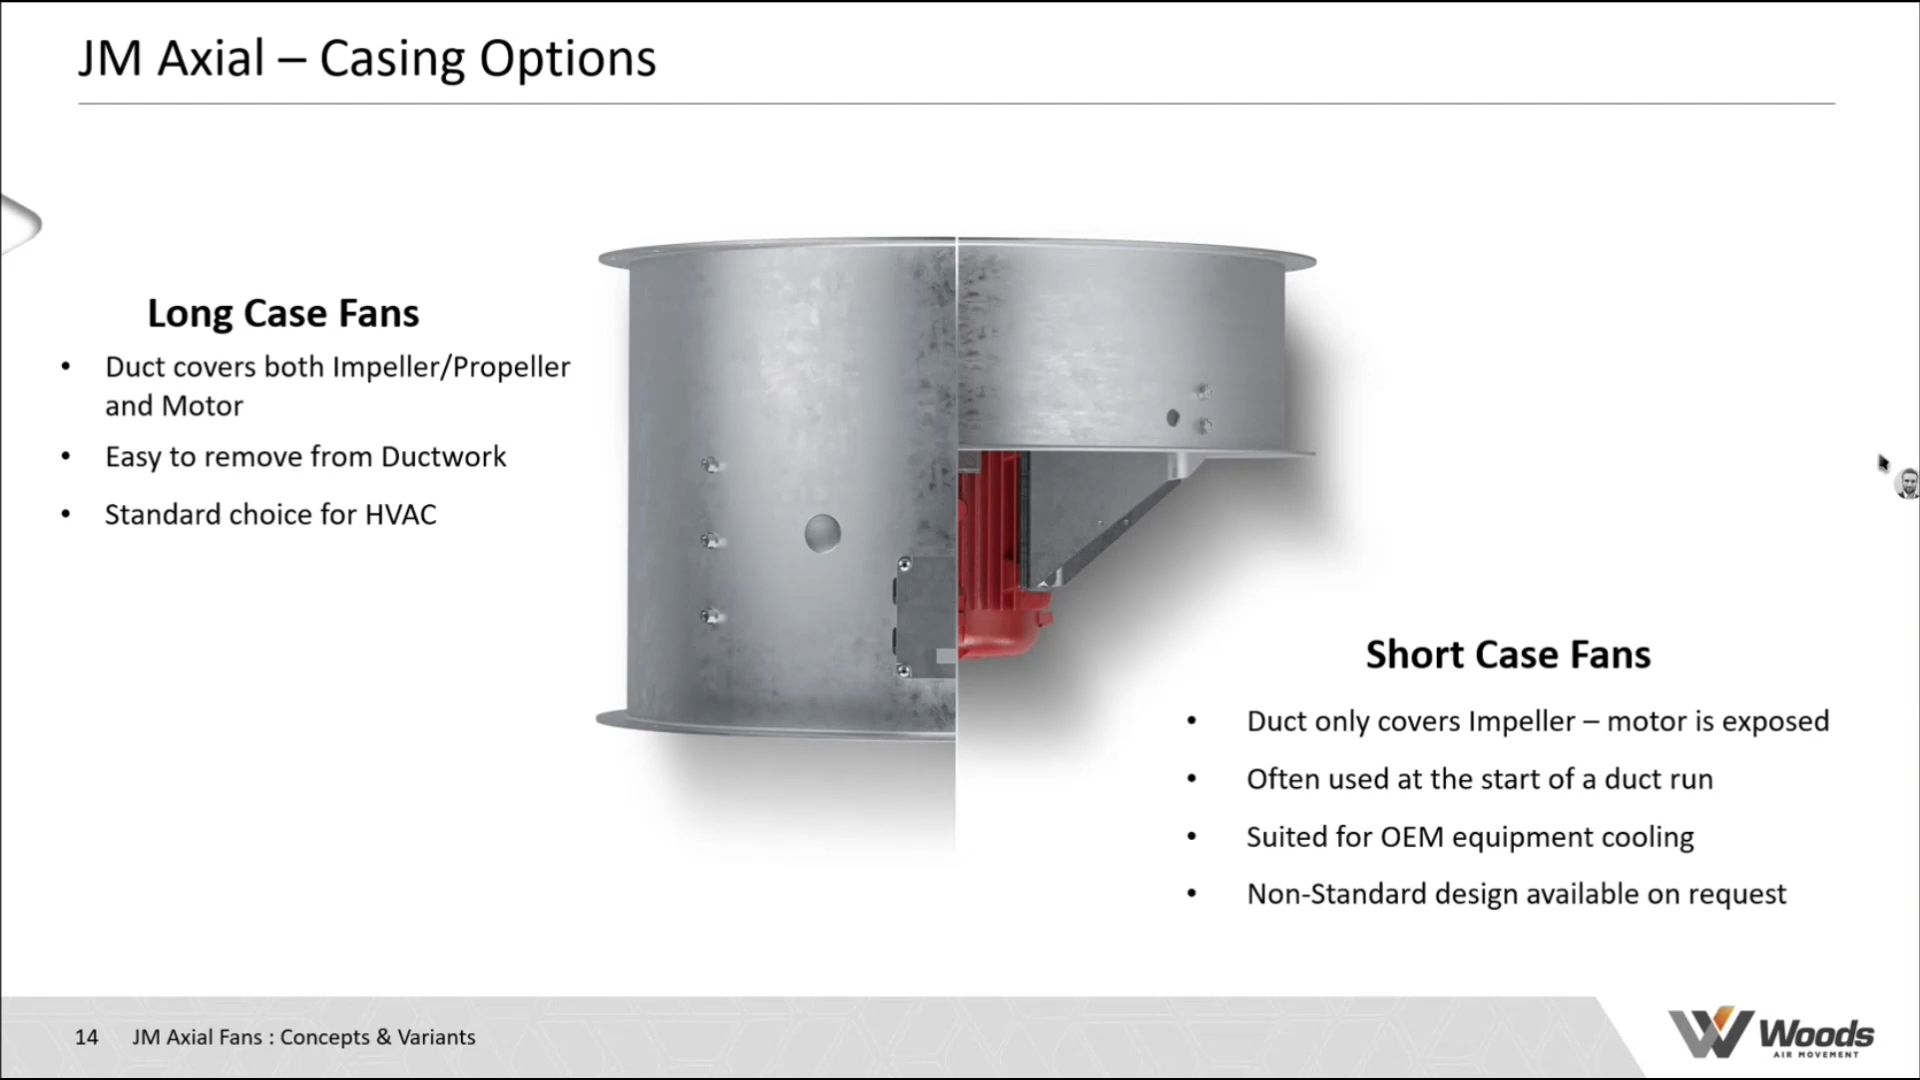 JM Axial – Casing Options
Long Case Fans
• Duct covers both Impeller/Propeller
and Motor
• Easy to remove from Ductwork
• Standard choice for HVAC
Short Case Fans
• Duct only covers Impeller – motor is exposed
• Often used at the start of a duct run
• Suited for OEM equipment cooling
• Non-Standard design available on request
14 JM Axial Fans : Concepts & Variants
Woods
AIR MOVEMENT